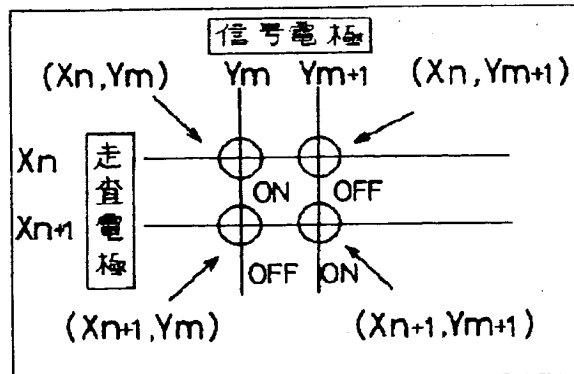 信号電極
(Xn,Ym) Ym Ym+1 (Xn,Ym+1)
Xn
走査電極
ON OFF
Xn+1
OFF ON
(Xn+1,Ym) (Xn+1,Ym+1)